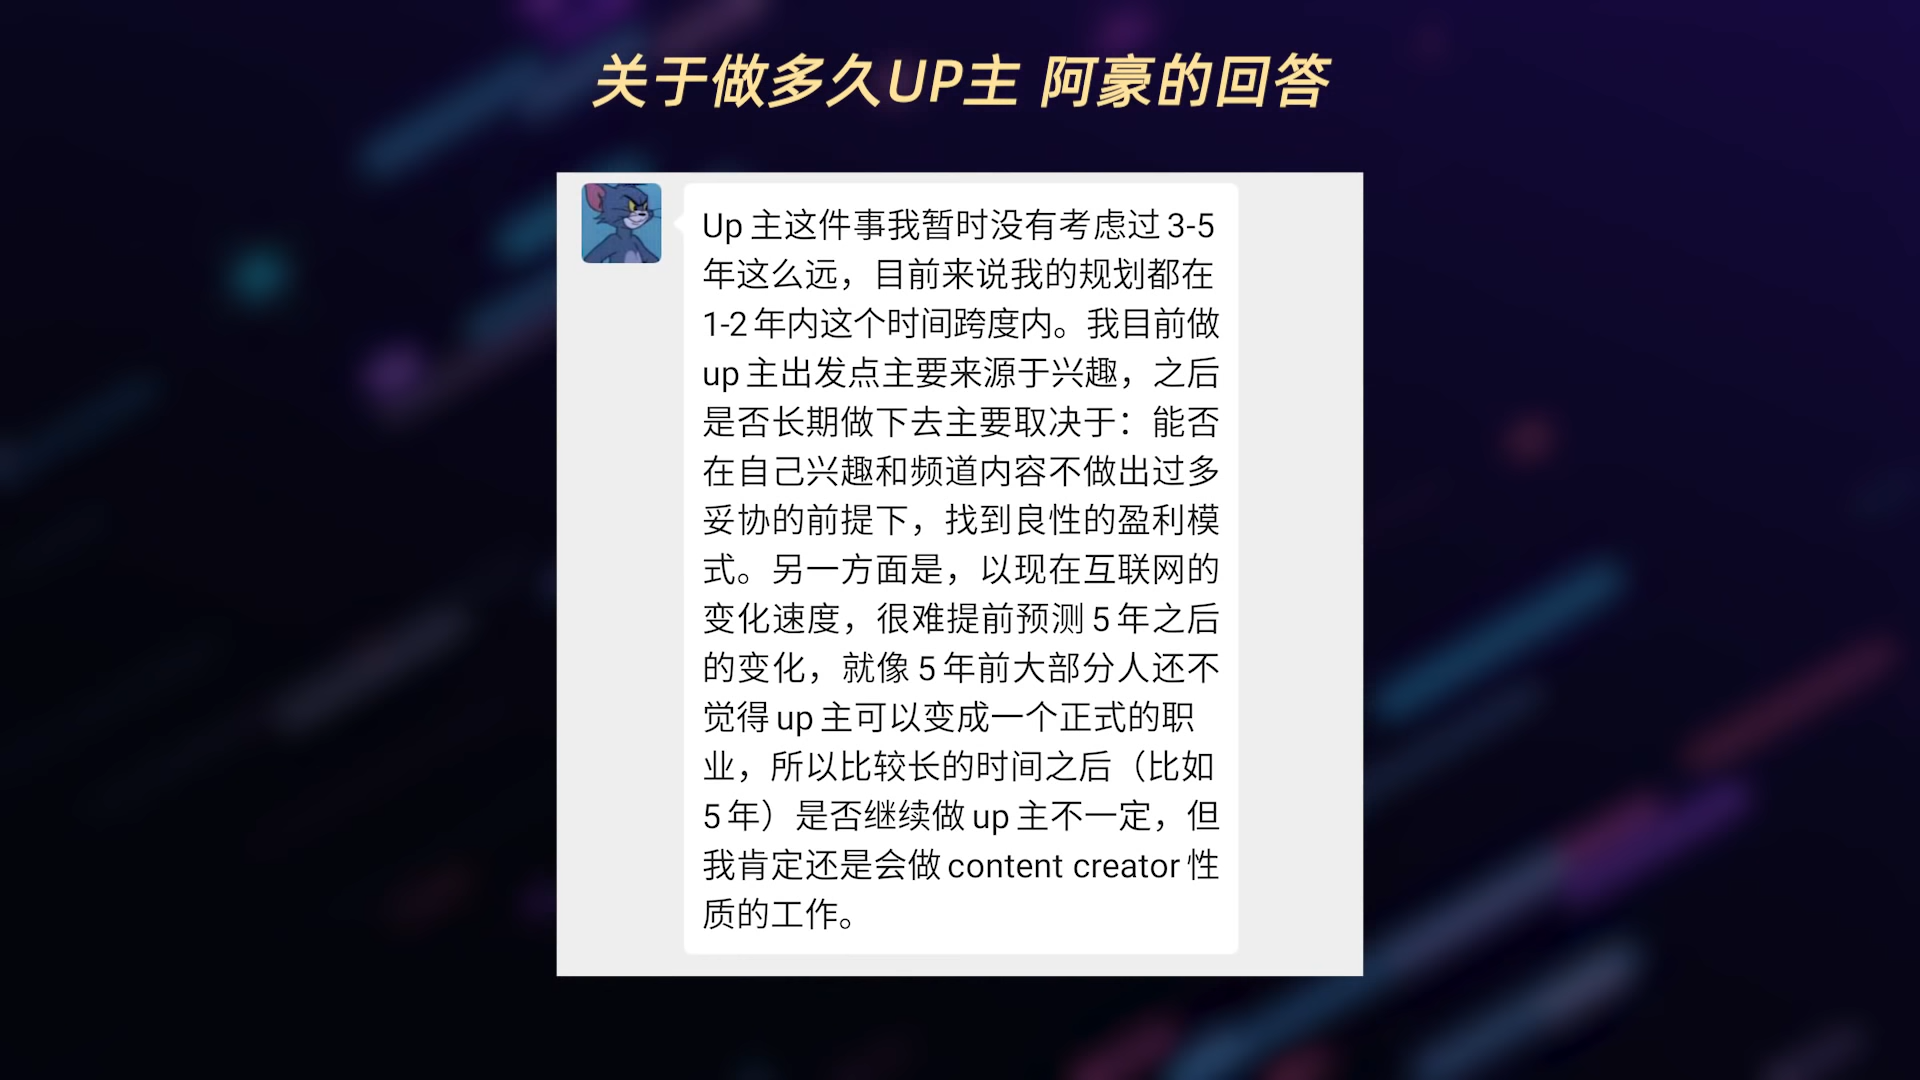 关于做多久UP主 阿豪的回答
Up 主这件事我暂时没有考虑过 3-5
年这么远，目前来说我的规划都在
1-2 年内这个时间跨度内。我目前做
up 主出发点主要来源于兴趣，之后
是否长期做下去主要取决于：能否
在自己兴趣和频道内容不做出过多
妥协的前提下，找到良性的盈利模
式。另一方面是，以现在互联网的
变化速度，很难提前预测 5 年之后
的变化，就像 5 年前大部分人还不
觉得 up 主可以变成一个正式的职
业，所以比较长的时间之后（比如
5 年）是否继续做 up 主不一定，但
我肯定还是会做 content creator 性
质的工作。